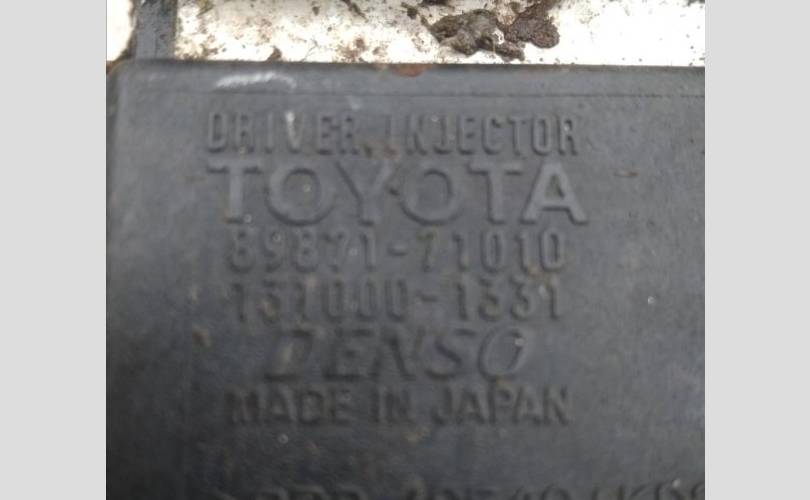 DRIVER, INJECTOR
TOYOTA
89871-71010
131000-1331
DENSO
MADE IN JAPAN